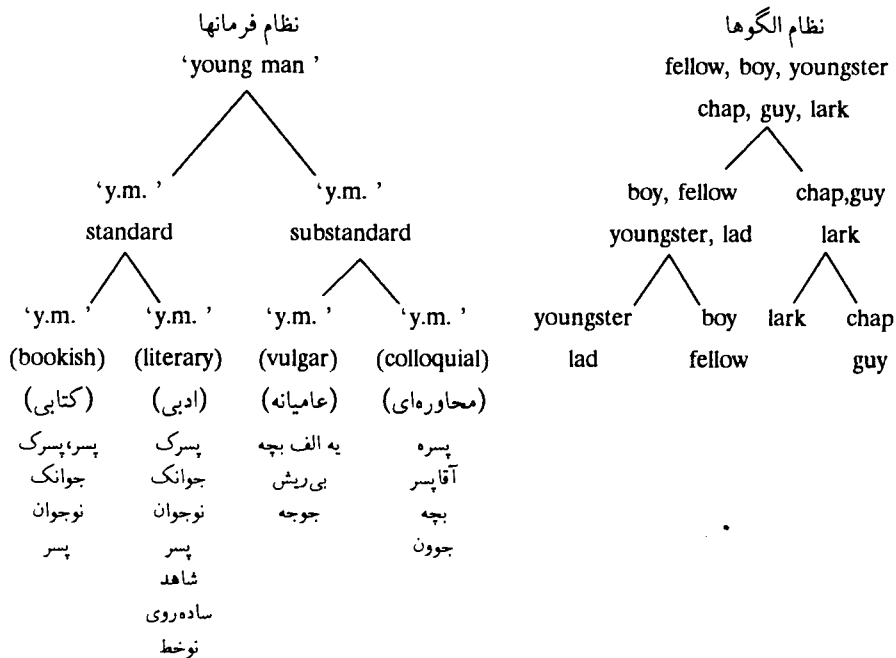 نظام فرمانها
‘young man ’
‘y.m. ’ ‘y.m. ’
standard substandard
‘y.m. ’ ‘y.m. ’ ‘y.m. ’ ‘y.m. ’
(bookish) (literary) (vulgar) (colloquial)
(کتابی) (ادبی) (عامیانه) (محاوره‌ای)
پسر،پسرک پسرک یه الف بچه پسره
جوانک جوانک بی‌ریش آقاپسر
نوجوان نوجوان جوجه بچه
پسر پسر جوون
شاهد
ساده‌روی
نوخط
نظام الگوها
fellow, boy, youngster
chap, guy, lark
boy, fellow chap,guy
youngster, lad lark
youngster boy lark chap
lad fellow guy